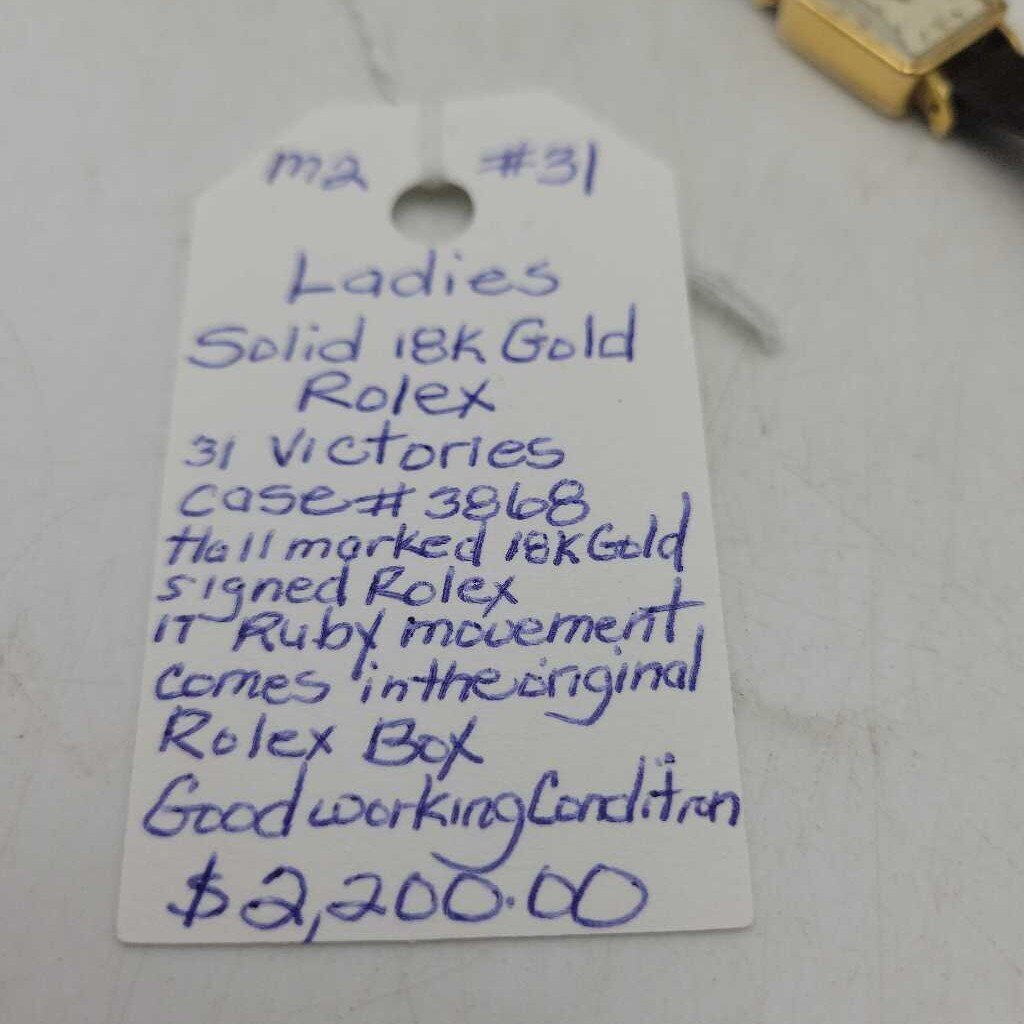 m2 #31
Ladies
Solid 18K Gold
Rolex
31 Victories
Case# 3868
Hallmarked 18K Gold
signed Rolex
17 Ruby movement,
comes in the original
Rolex Box
Good working Condition
$2,200.00